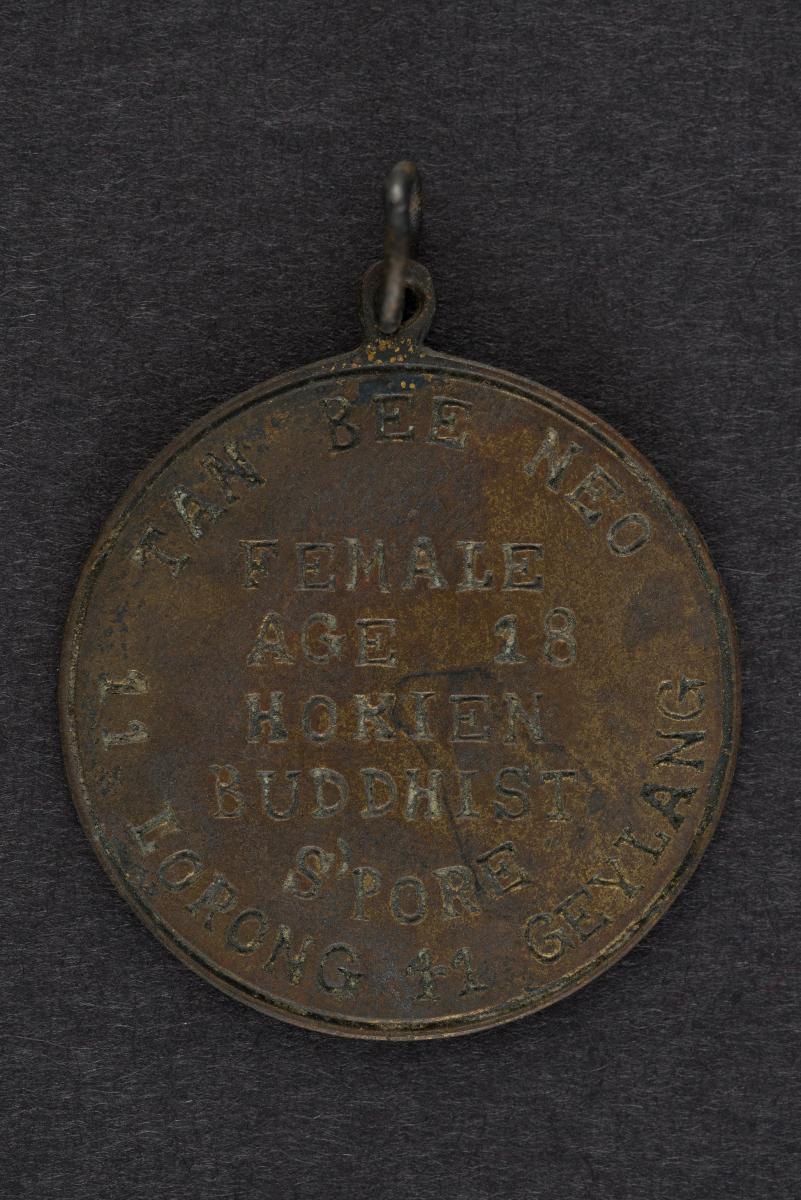 TAN BEE NEO
FEMALE
AGE 18
HOKIEN
BUDDHIST
S'PORE
11 LORONG 41 GEYLANG